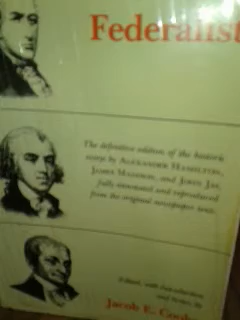 Federalist
The definitive edition of the historic
essays by ALEXANDER HAMILTON,
JAMES MADISON, and JOHN JAY,
fully annotated and reproduced
from the original newspaper texts.
Edited, with Introduction
and Notes, by
Jacob E. Cooke